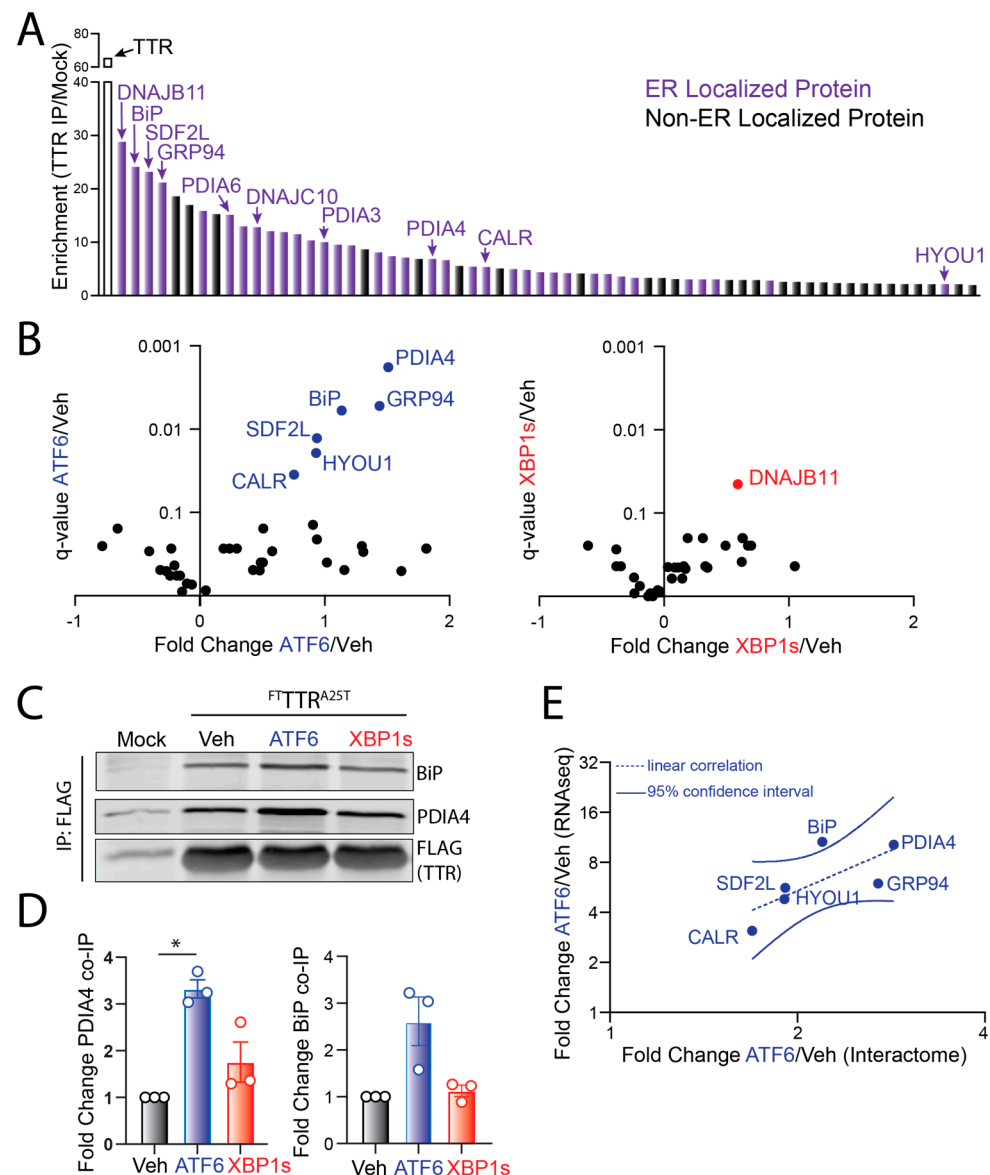 A
Enrichment (TTR IP/Mock)
80
60
40
30
20
10
0
TTR
DNAJB11
BiP
SDF2L
GRP94
PDIA6
DNAJC10
PDIA3
PDIA4
CALR
HYOU1
ER Localized Protein
Non-ER Localized Protein
B
q-value ATF6/Veh
0.001
0.01
0.1
PDIA4
BiP
GRP94
SDF2L
HYOU1
CALR
-1
0
1
2
Fold Change ATF6/Veh
q-value XBP1s/Veh
0.001
0.01
0.1
DNAJB11
-1
0
1
2
Fold Change XBP1s/Veh
C
FTTTRA25T
Mock Veh ATF6 XBP1s
IP: FLAG
BiP
PDIA4
FLAG
(TTR)
D
Fold Change PDIA4 co-IP
4
3
2
1
0
*
Veh ATF6 XBP1s
Fold Change BiP co-IP
4
3
2
1
0
Veh ATF6 XBP1s
E
Fold Change ATF6/Veh (RNAseq)
32
16
8
4
2
1
linear correlation
95% confidence interval
BiP
PDIA4
SDF2L
HYOU1
GRP94
CALR
1
2
4
Fold Change ATF6/Veh (Interactome)